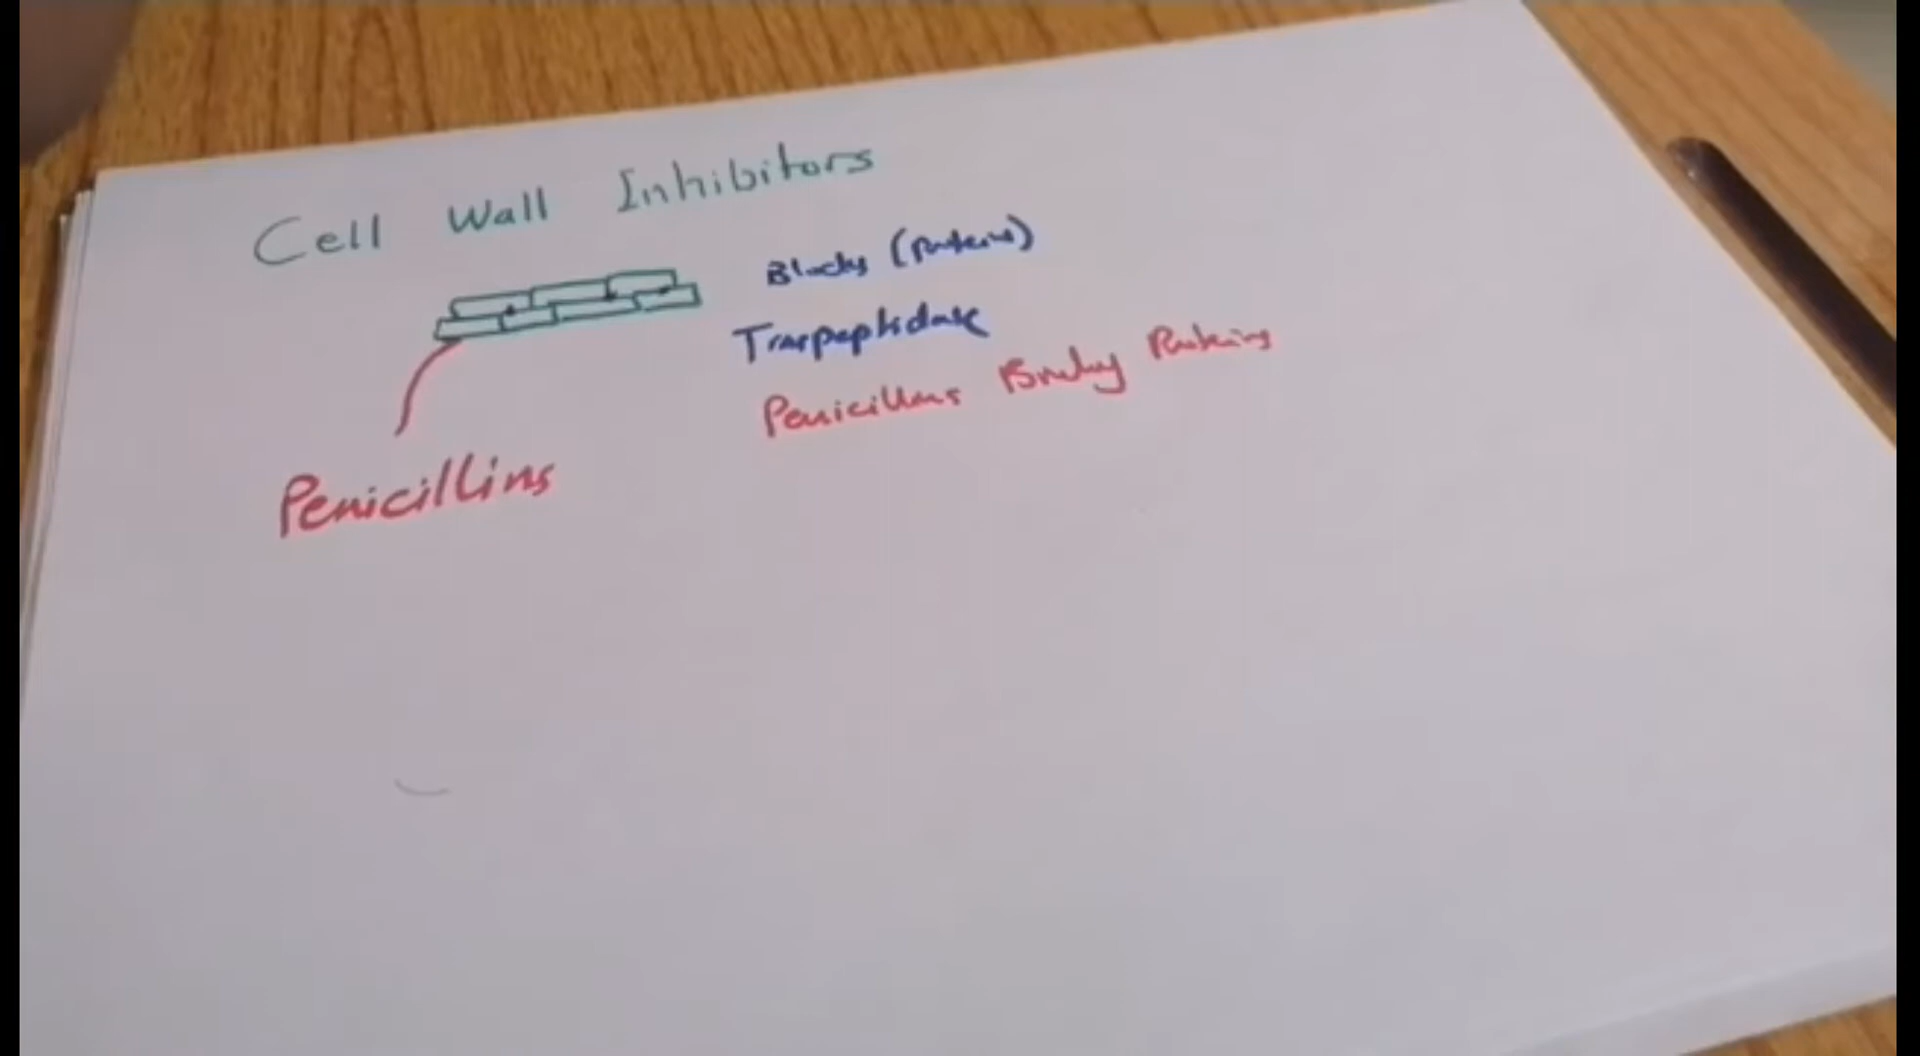 Cell Wall Inhibitors
Blocks (proteins)
Transpeptidase
Penicillins Binding Proteins
Penicillins